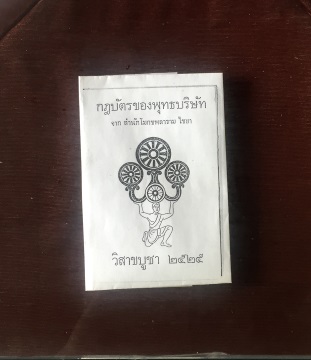 กฎบัตรของพุทธบริษัท
จาก สำนักโมกขพลาราม ไชยา
วิสาขบูชา ๒๕๒๕